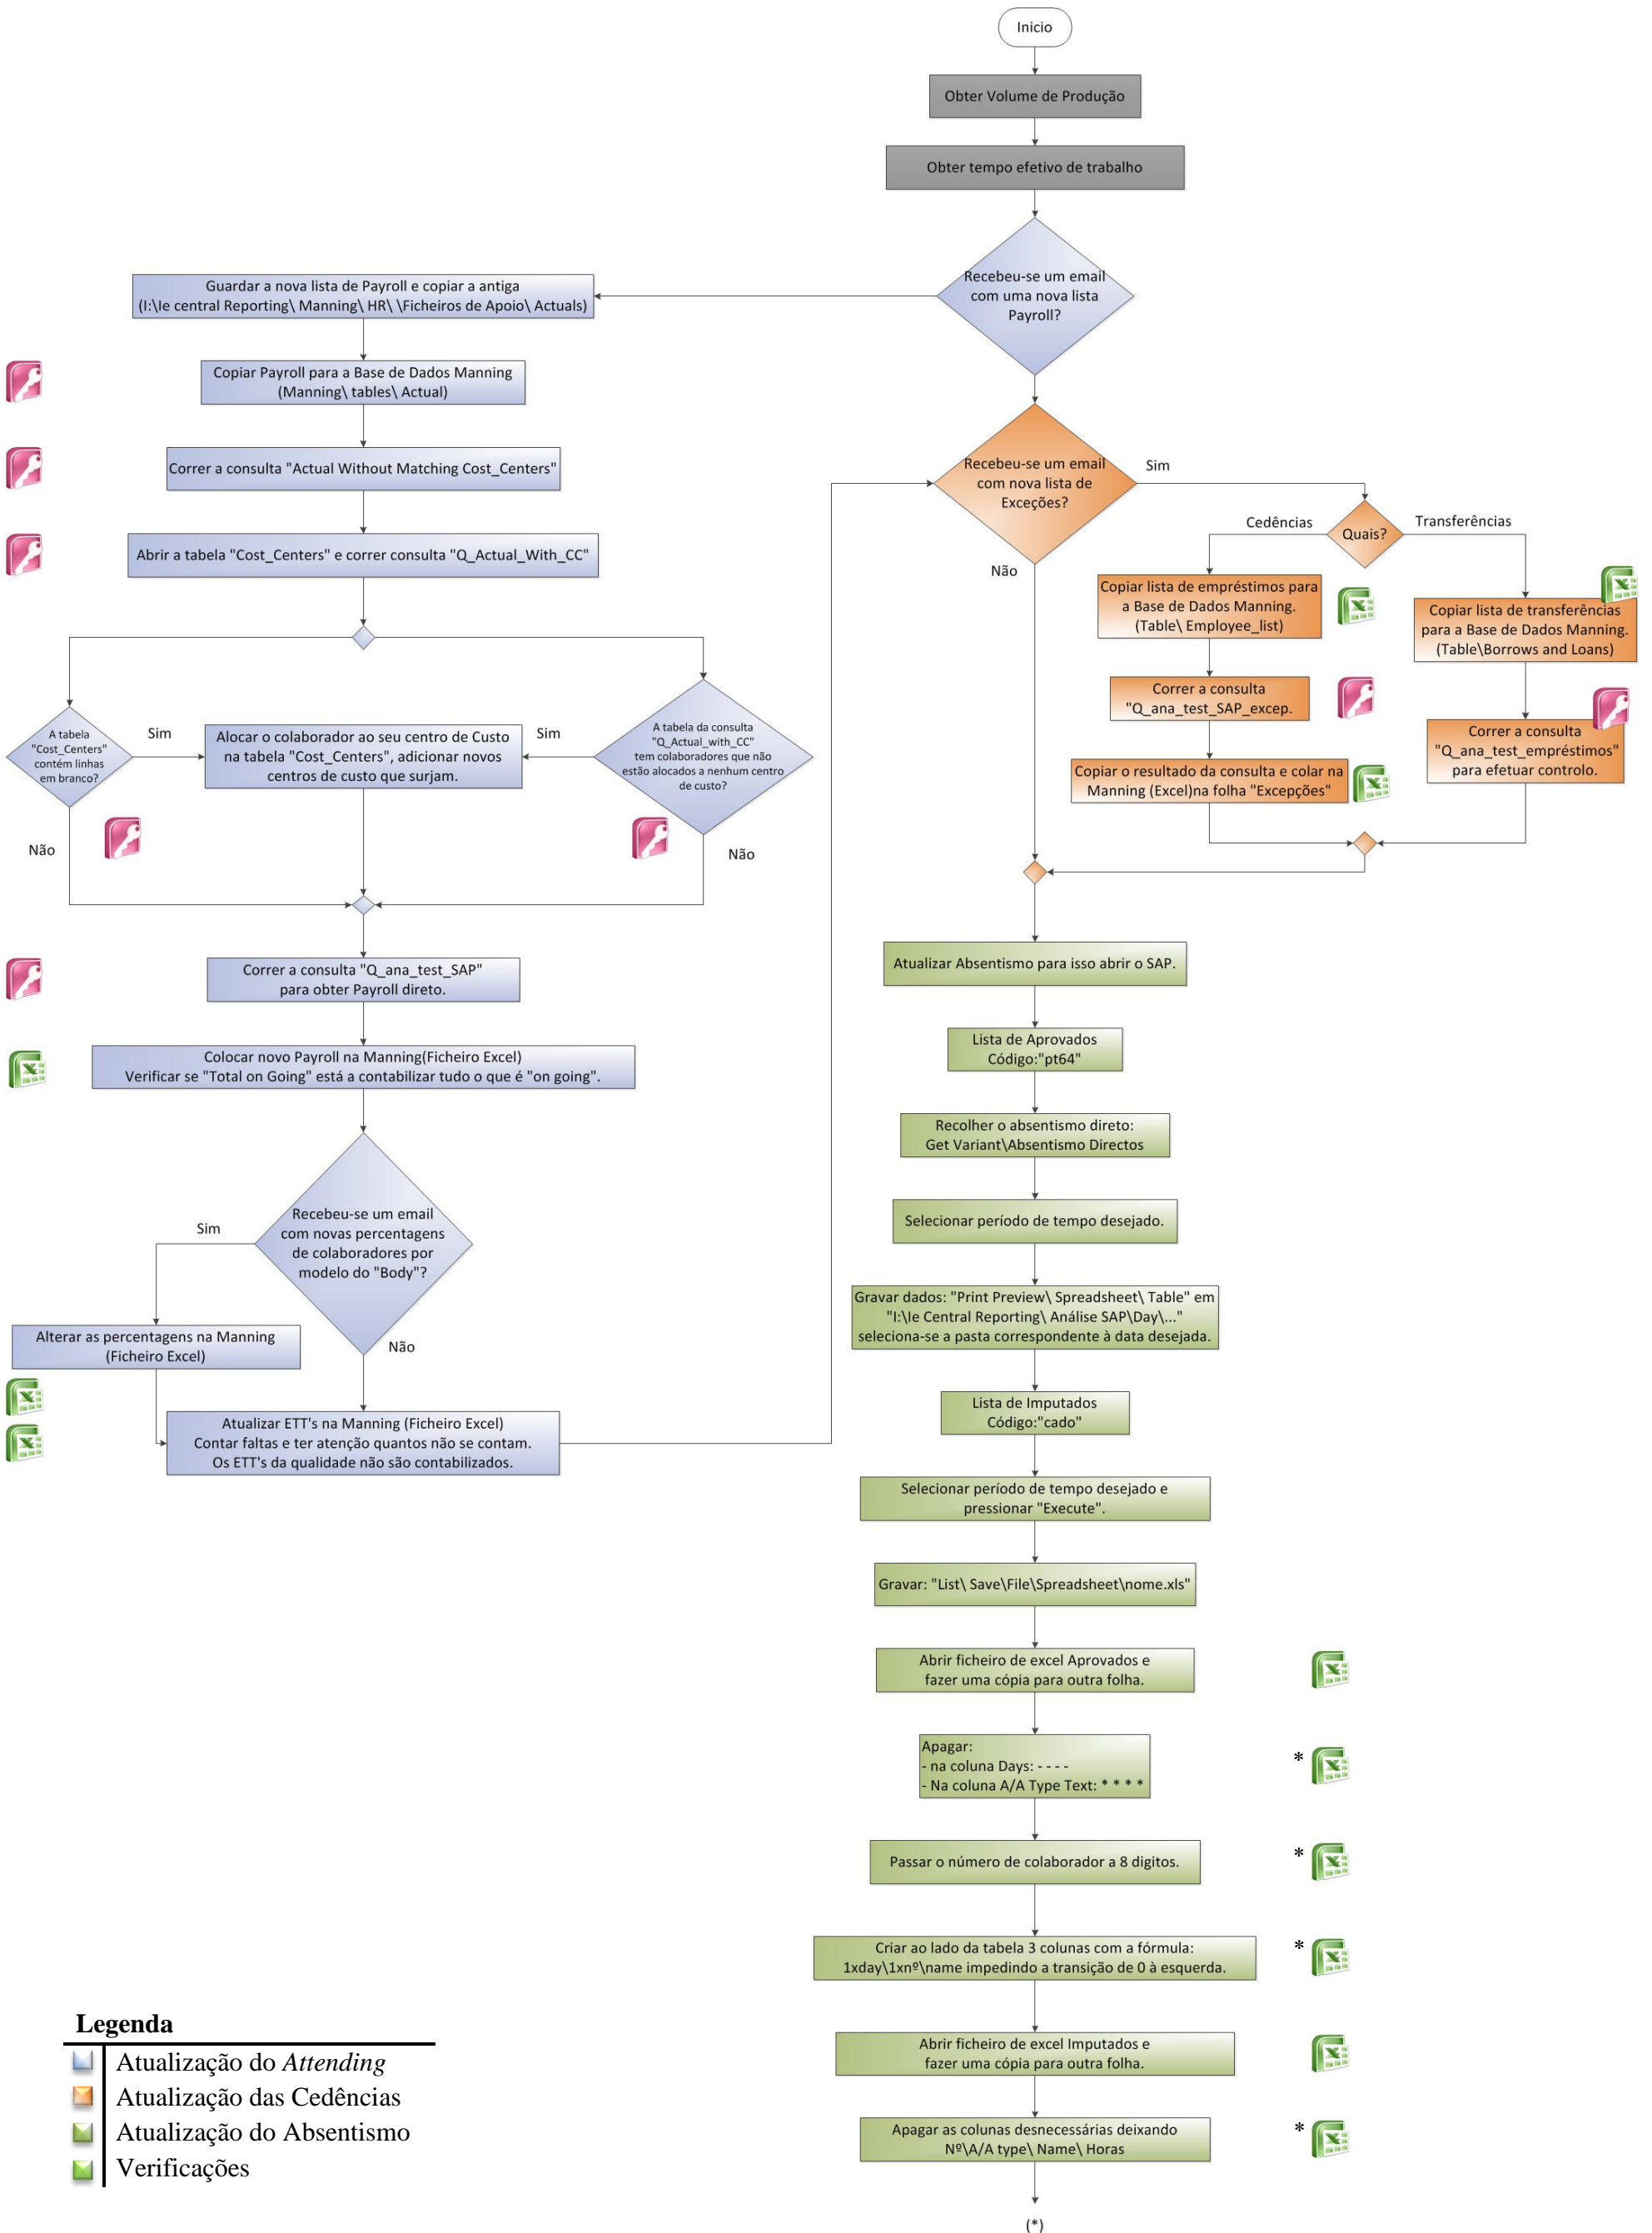 Inicio
Obter Volume de Produção
Obter tempo efetivo de trabalho
Recebeu-se um email
com uma nova lista
Payroll?
Guardar a nova lista de Payroll e copiar a antiga
(I:\Ie central Reporting\ Manning\ HR\ \Ficheiros de Apoio\ Actuals)
Copiar Payroll para a Base de Dados Manning
(Manning\ tables\ Actual)
Correr a consulta "Actual Without Matching Cost_Centers"
Abrir a tabela "Cost_Centers" e correr consulta "Q_Actual_With_CC"
A tabela
"Cost_Centers"
contém linhas
em branco?
Sim
Não
Alocar o colaborador ao seu centro de Custo
na tabela "Cost_Centers", adicionar novos
centros de custo que surjam.
Sim
A tabela da consulta
"Q_Actual_with_CC"
tem colaboradores que não
estão alocados a nenhum centro
de custo?
Não
Correr a consulta "Q_ana_test_SAP"
para obter Payroll direto.
Colocar novo Payroll na Manning(Ficheiro Excel)
Verificar se "Total on Going" está a contabilizar tudo o que é "on going".
Recebeu-se um email
com novas percentagens
de colaboradores por
modelo do "Body"?
Sim
Não
Alterar as percentagens na Manning
(Ficheiro Excel)
Atualizar ETT's na Manning (Ficheiro Excel)
Contar faltas e ter atenção quantos não se contam.
Os ETT's da qualidade não são contabilizados.
Recebeu-se um email
com nova lista de
Exceções?
Sim
Não
Quais?
Cedências
Transferências
Copiar lista de empréstimos para
a Base de Dados Manning.
(Table\ Employee_list)
Correr a consulta
"Q_ana_test_SAP_excep.
Copiar o resultado da consulta e colar na
Manning (Excel)na folha "Excepções"
Copiar lista de transferências
para a Base de Dados Manning.
(Table\Borrows and Loans)
Correr a consulta
"Q_ana_test_empréstimos"
para efetuar controlo.
Atualizar Absentismo para isso abrir o SAP.
Lista de Aprovados
Código:"pt64"
Recolher o absentismo direto:
Get Variant\Absentismo Directos
Selecionar período de tempo desejado.
Gravar dados: "Print Preview\ Spreadsheet\ Table" em
"I:\Ie Central Reporting\ Análise SAP\Day\..."
seleciona-se a pasta correspondente à data desejada.
Lista de Imputados
Código:"cado"
Selecionar período de tempo desejado e
pressionar "Execute".
Gravar: "List\ Save\File\Spreadsheet\nome.xls"
Abrir ficheiro de excel Aprovados e
fazer uma cópia para outra folha.
Apagar:
- na coluna Days: - - - -
- Na coluna A/A Type Text: * * * *
*
Passar o número de colaborador a 8 digitos.
*
Criar ao lado da tabela 3 colunas com a fórmula:
1xday\1xnº\name impedindo a transição de 0 à esquerda.
*
Abrir ficheiro de excel Imputados e
fazer uma cópia para outra folha.
Apagar as colunas desnecessárias deixando
Nº\A/A type\ Name\ Horas
*
(*)
Legenda
Atualização do Attending
Atualização das Cedências
Atualização do Absentismo
Verificações